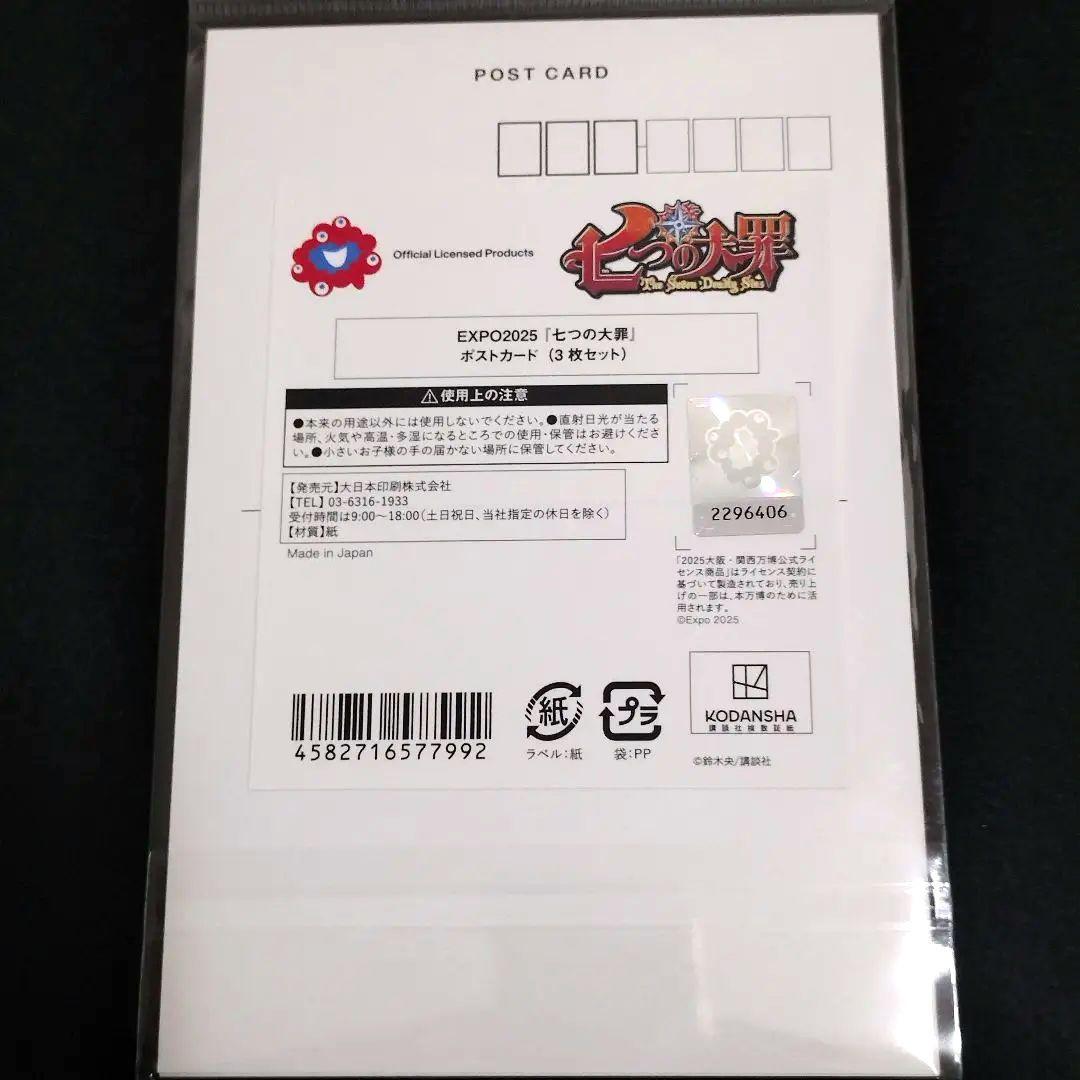 POST CARD
Official Licensed Products
七つの大罪
The Seven Deadly Sins
EXPO2025『七つの大罪』
ポストカード（3枚セット）
⚠使用上の注意
●本来の用途以外には使用しないでください。●直射日光が当たる
場所、火気や高温・多湿になるところでの使用・保管はお避けくださ
い。●小さいお子様の手の届かない場所に保管してください。
【発売元】大日本印刷株式会社
【TEL】03-6316-1933
受付時間は9:00〜18:00（土日祝日、当社指定の休日を除く）
【材質】紙
Made in Japan
2296406
「2025大阪・関西万博公式ライ
センス商品」はライセンス契約に
基づいて製造されており、売り上
げの一部は、本万博のために活
用されます。
©Expo 2025
4582716577992
紙
ラベル：紙
プラ
袋：PP
KODANSHA
講談社検数証紙
©鈴木央/講談社